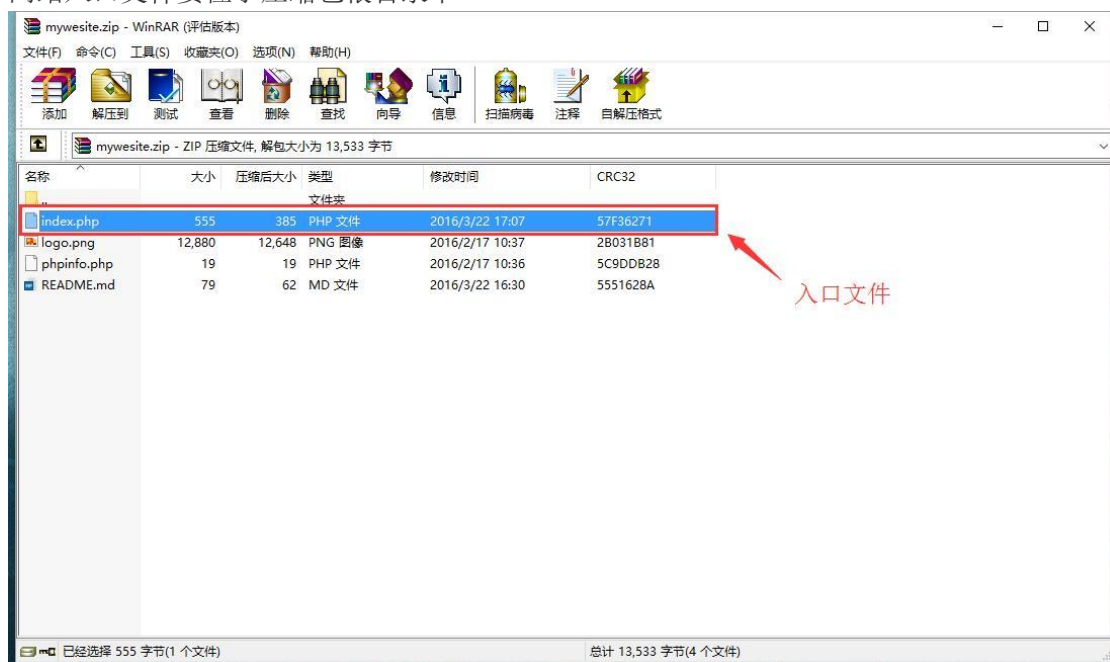 mywesite.zip - WinRAR (评估版本)
文件(F) 命令(C) 工具(S) 收藏夹(O) 选项(N) 帮助(H)
添加 解压到 测试 查看 删除 查找 向导 信息 扫描病毒 注释 自解压格式
mywesite.zip - ZIP 压缩文件, 解包大小为 13,533 字节
名称 大小 压缩后大小 类型 修改时间 CRC32
.. 文件夹
index.php 555 385 PHP 文件 2016/3/22 17:07 57F36271
logo.png 12,880 12,648 PNG 图像 2016/2/17 10:37 2B031B81
phpinfo.php 19 19 PHP 文件 2016/2/17 10:36 5C9DDB28
README.md 79 62 MD 文件 2016/3/22 16:30 5551628A
入口文件
已经选择 555 字节(1 个文件) 总计 13,533 字节(4 个文件)